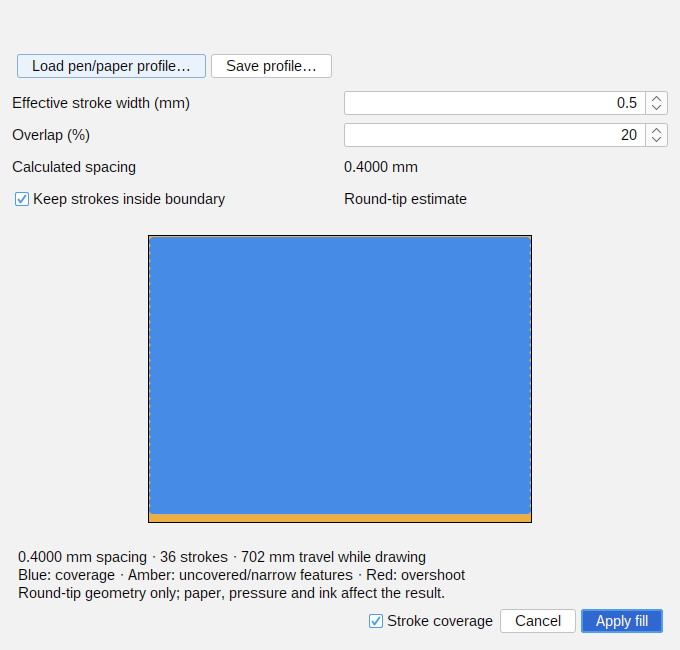 Load pen/paper profile… Save profile…
Effective stroke width (mm) 0.5
Overlap (%) 20
Calculated spacing 0.4000 mm
Keep strokes inside boundary Round-tip estimate
0.4000 mm spacing · 36 strokes · 702 mm travel while drawing
Blue: coverage · Amber: uncovered/narrow features · Red: overshoot
Round-tip geometry only; paper, pressure and ink affect the result.
Stroke coverage Cancel Apply fill